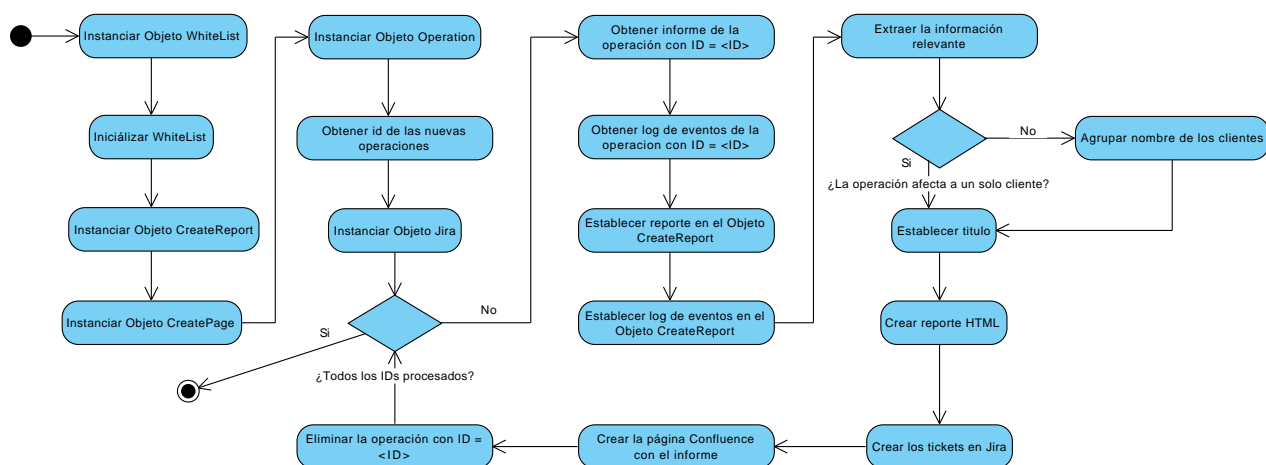 Instanciar Objeto WhiteList
Iniciálizar WhiteList
Instanciar Objeto CreateReport
Instanciar Objeto CreatePage
Instanciar Objeto Operation
Obtener id de las nuevas
operaciones
Instanciar Objeto Jira
Si
No
¿Todos los IDs procesados?
Obtener informe de la
operación con ID = <ID>
Obtener log de eventos de la
operacion con ID = <ID>
Establecer reporte en el Objeto
CreateReport
Establecer log de eventos en el
Objeto CreateReport
Extraer la información
relevante
No
Si
¿La operación afecta a un solo cliente?
Agrupar nombre de los clientes
Establecer titulo
Crear reporte HTML
Crear los tickets en Jira
Crear la página Confluence
con el informe
Eliminar la operación con ID =
<ID>